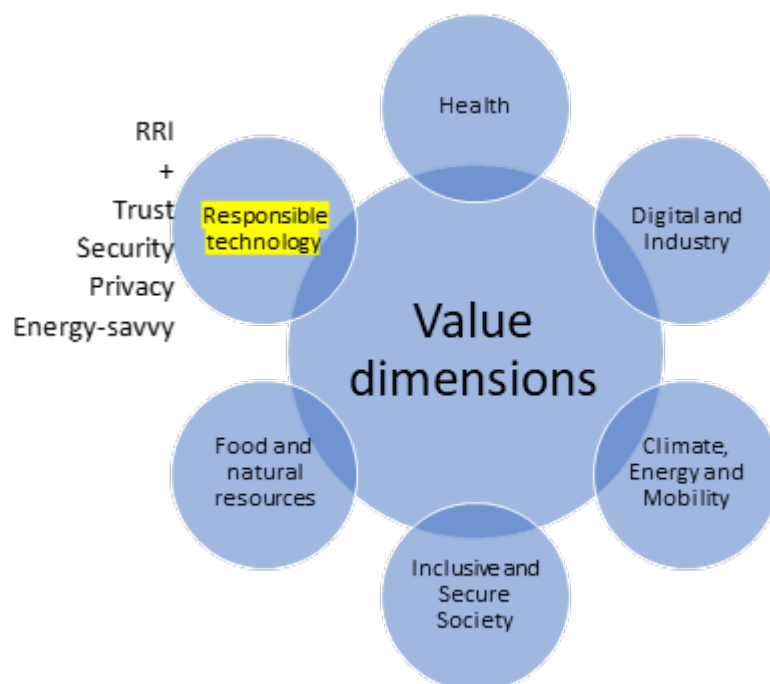 Health
RRI
+
Trust
Security
Privacy
Energy-savvy
Responsible
technology
Digital and
Industry
Value
dimensions
Food and
natural
resources
Climate,
Energy and
Mobility
Inclusive and
Secure
Society